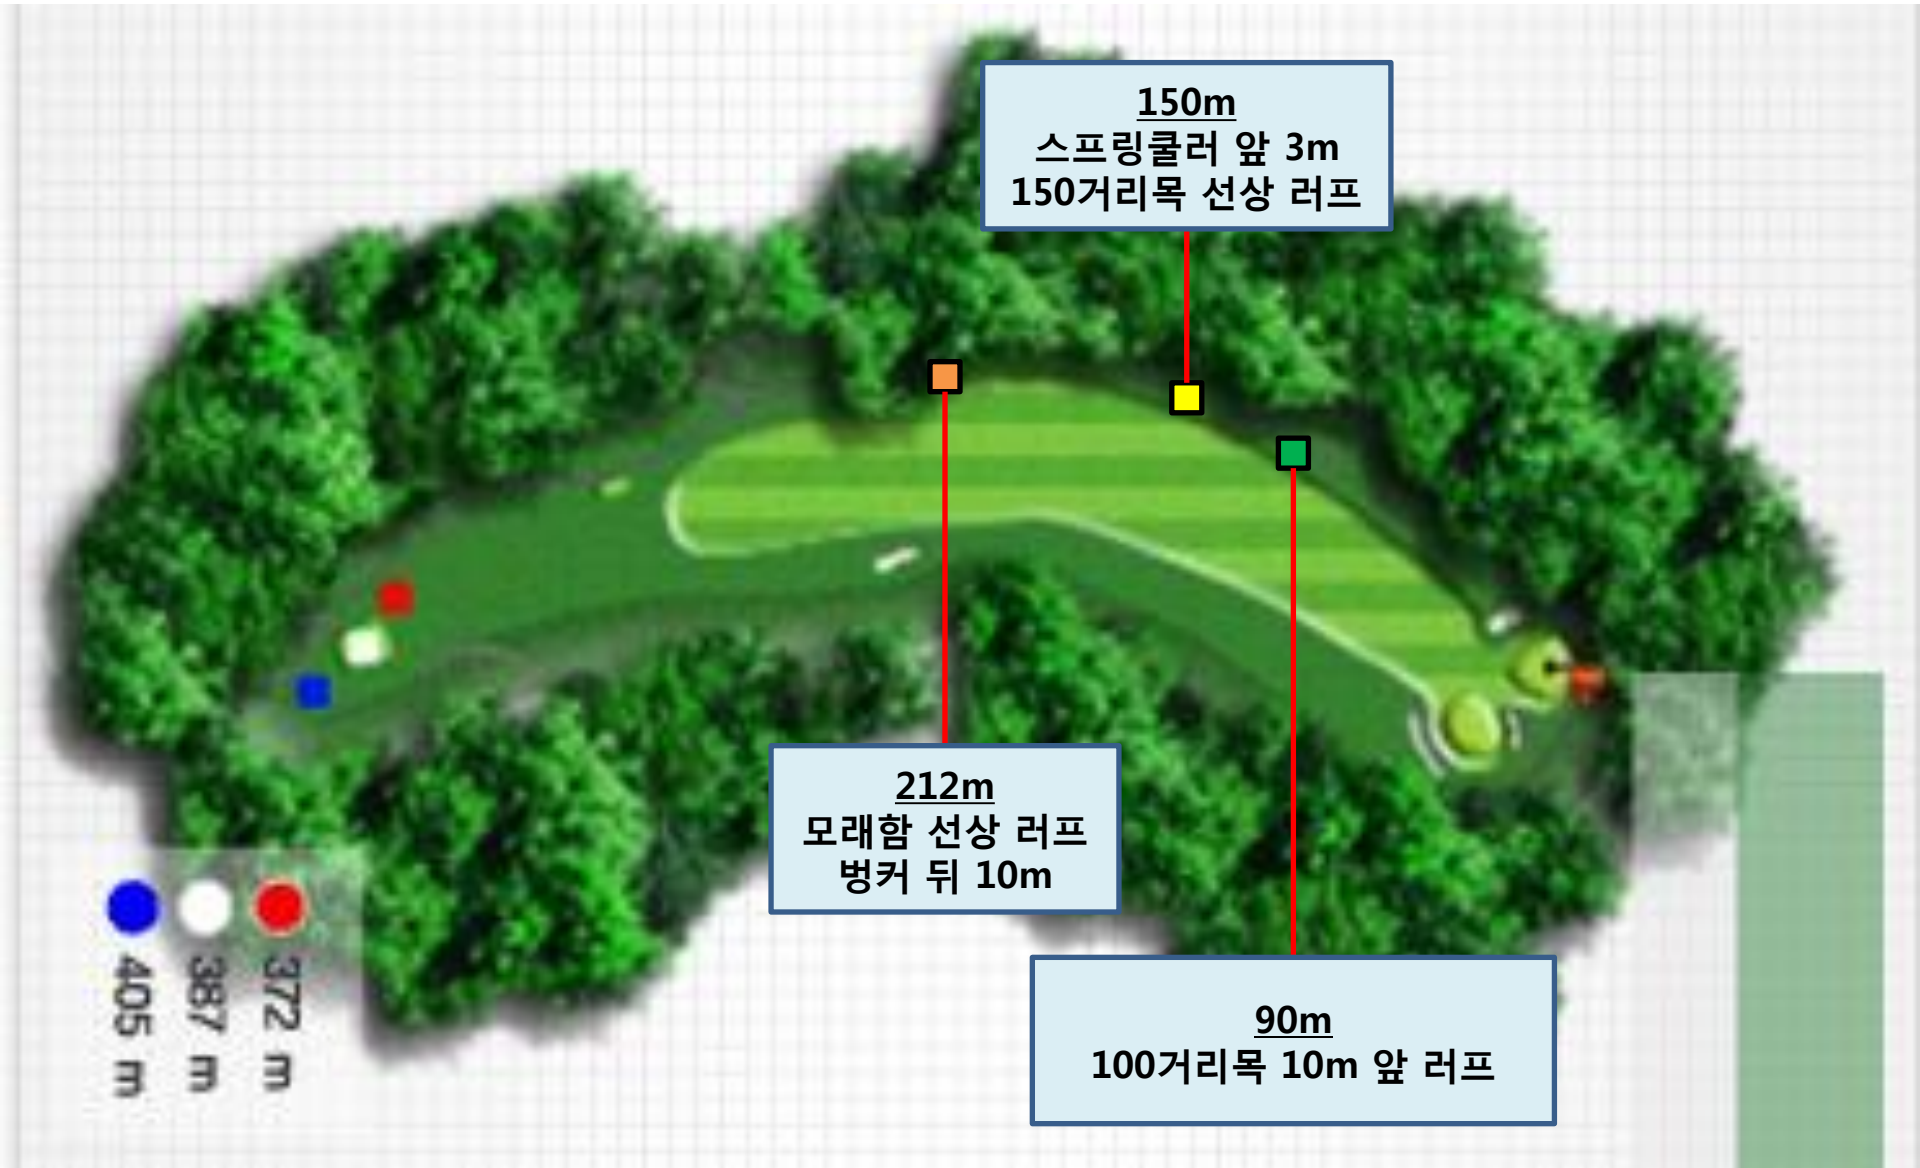 150m
스프링쿨러 앞 3m
150거리목 선상 러프
212m
모래함 선상 러프
벙커 뒤 10m
90m
100거리목 10m 앞 러프
405 m
387 m
372 m